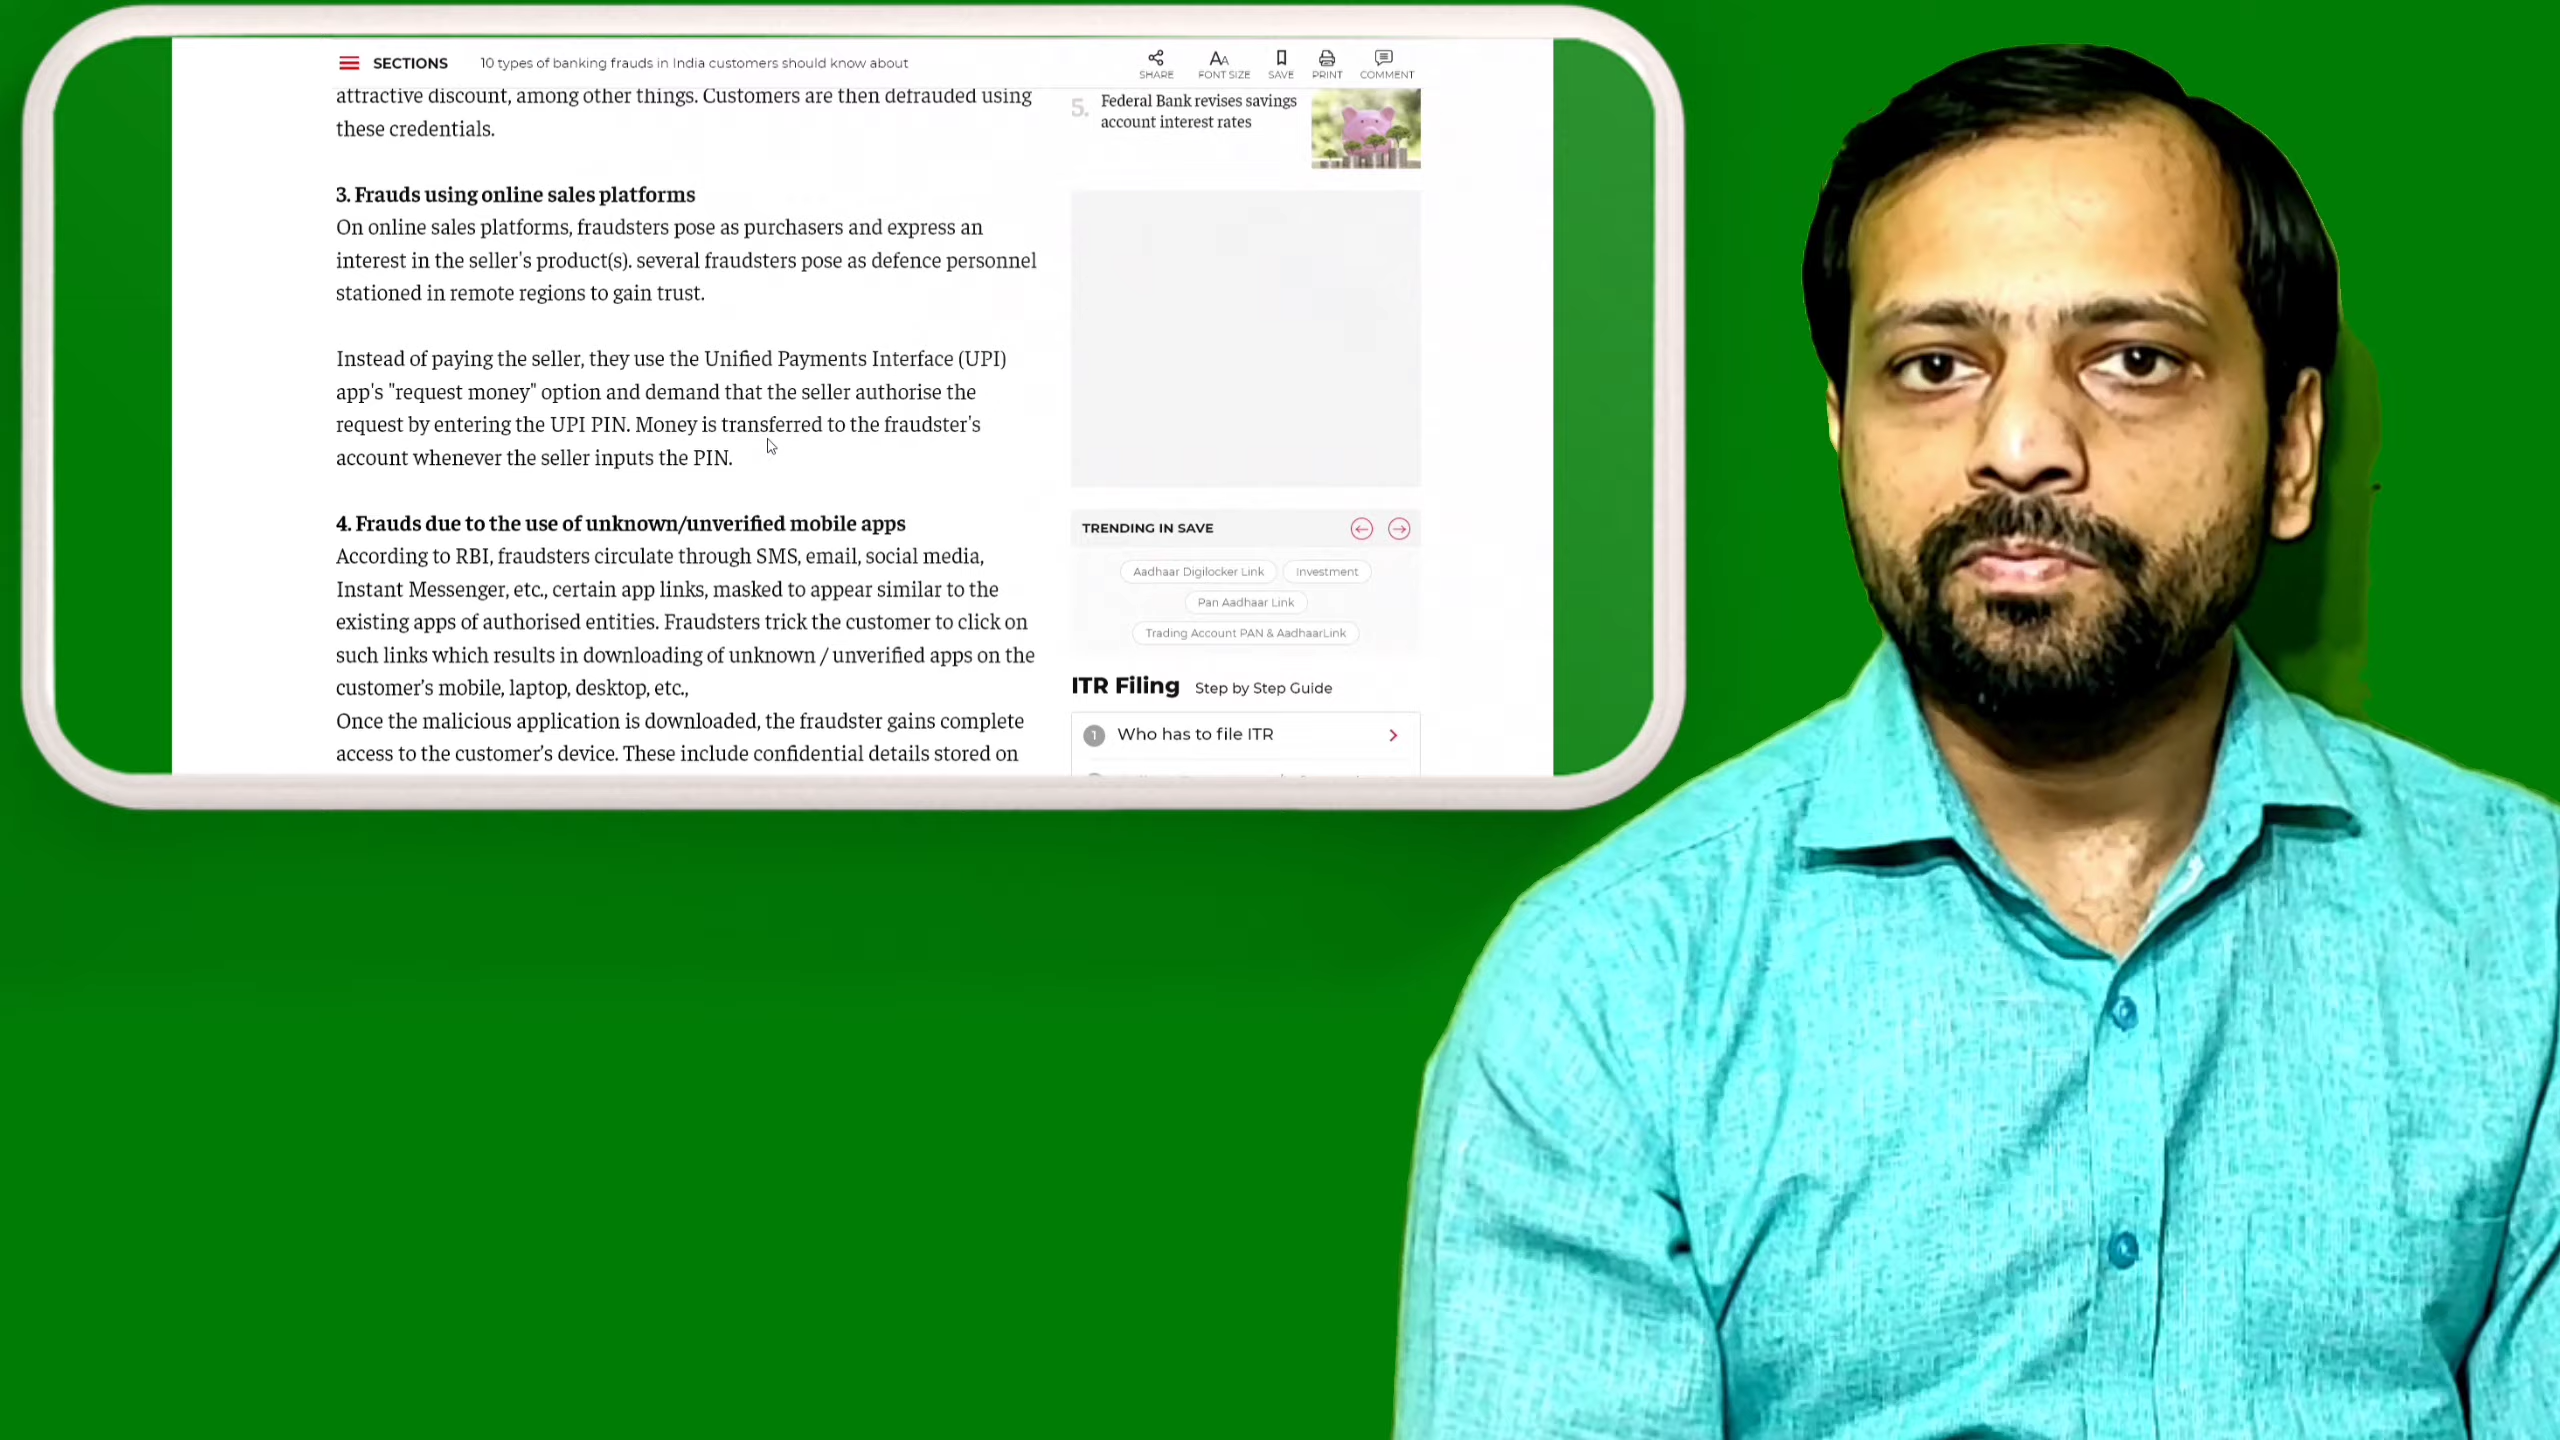 SECTIONS
10 types of banking frauds in India customers should know about
SHARE
FONT SIZE
SAVE
PRINT
COMMENT
attractive discount, among other things. Customers are then defrauded using
these credentials.
3. Frauds using online sales platforms
On online sales platforms, fraudsters pose as purchasers and express an
interest in the seller's product(s). several fraudsters pose as defence personnel
stationed in remote regions to gain trust.
Instead of paying the seller, they use the Unified Payments Interface (UPI)
app's "request money" option and demand that the seller authorise the
request by entering the UPI PIN. Money is transferred to the fraudster's
account whenever the seller inputs the PIN.
4. Frauds due to the use of unknown/unverified mobile apps
According to RBI, fraudsters circulate through SMS, email, social media,
Instant Messenger, etc., certain app links, masked to appear similar to the
existing apps of authorised entities. Fraudsters trick the customer to click on
such links which results in downloading of unknown / unverified apps on the
customer’s mobile, laptop, desktop, etc.,
Once the malicious application is downloaded, the fraudster gains complete
access to the customer’s device. These include confidential details stored on
5.
Federal Bank revises savings
account interest rates
TRENDING IN SAVE
Aadhaar Digilocker Link
Investment
Pan Aadhaar Link
Trading Account PAN & AadhaarLink
ITR Filing Step by Step Guide
1 Who has to file ITR